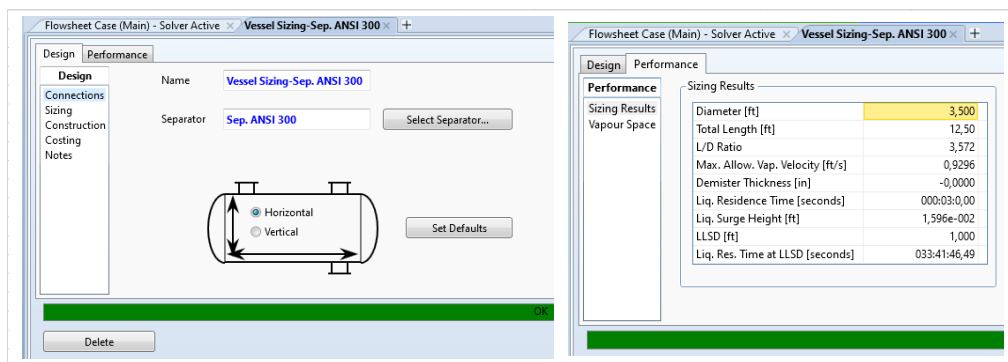 Flowsheet Case (Main) - Solver Active × Vessel Sizing-Sep. ANSI 300 × +
Design Performance
Design
Connections
Sizing
Construction
Costing
Notes
Name Vessel Sizing-Sep. ANSI 300
Separator Sep. ANSI 300 Select Separator...
Horizontal
Vertical
Set Defaults
OK
Delete
Flowsheet Case (Main) - Solver Active × Vessel Sizing-Sep. ANSI 300 × +
Design Performance
Performance
Sizing Results
Vapour Space
Sizing Results
Diameter [ft] 3,500
Total Length [ft] 12,50
L/D Ratio 3,572
Max. Allow. Vap. Velocity [ft/s] 0,9296
Demister Thickness [in] -0,0000
Liq. Residence Time [seconds] 000:03:0,00
Liq. Surge Height [ft] 1,596e-002
LLSD [ft] 1,000
Liq. Res. Time at LLSD [seconds] 033:41:46,49